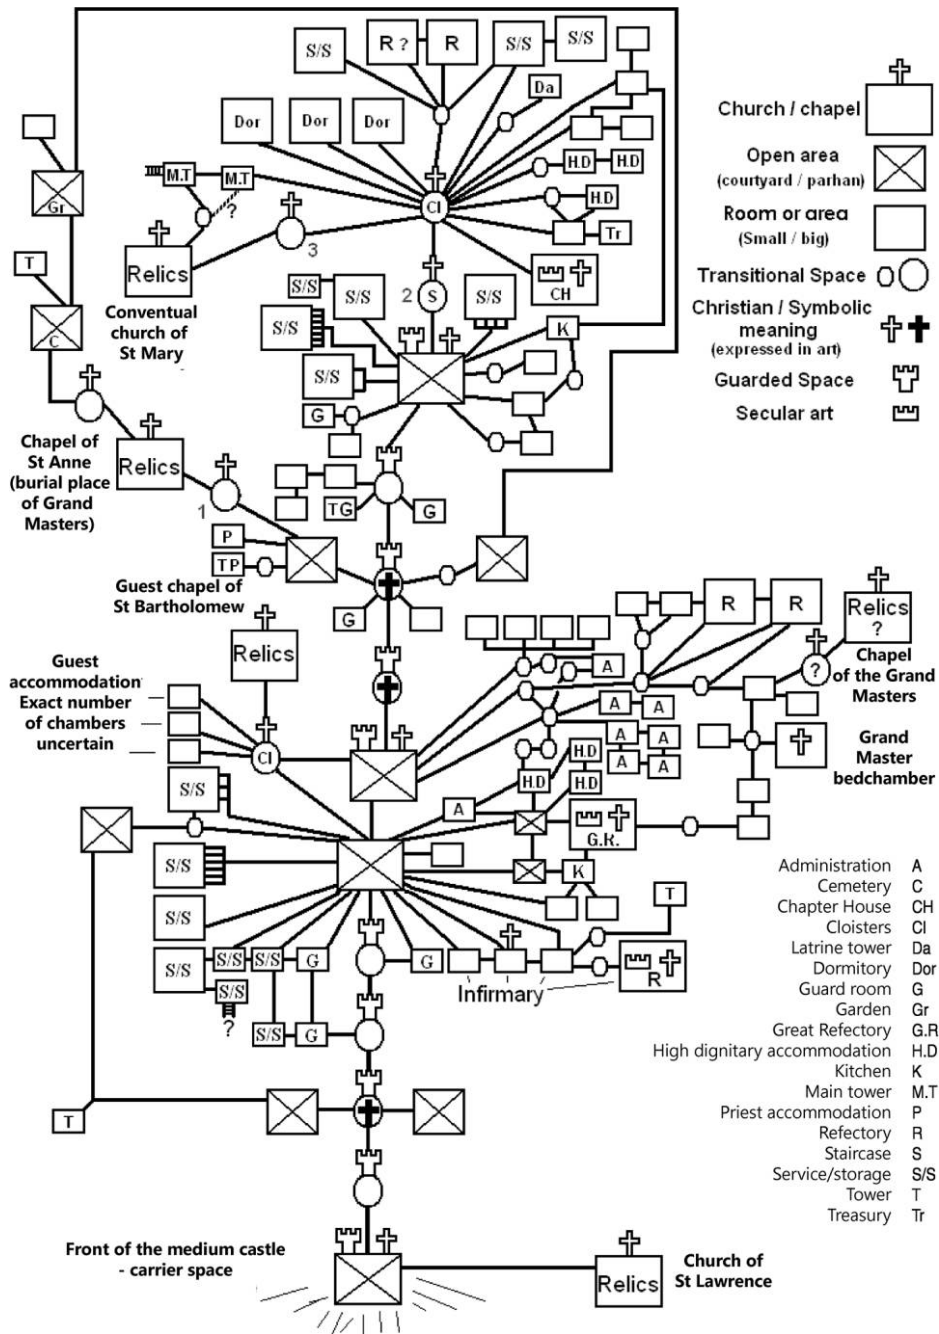 S/S
R ?
R
S/S
S/S
Da
Dor
Dor
Dor
M.T
M.T
?
H.D
H.D
H.D
Tr
Cl
3
Gr
T
C
Relics
Conventual
church of
St Mary
CH
2
S
S/S
S/S
S/S
S/S
S/S
K
G
Chapel of
St Anne
(burial place
of Grand
Masters)
Relics
1
TG
G
P
TP
Guest chapel of
St Bartholomew
G
Relics
Guest
accommodation
Exact number
of chambers
uncertain
Cl
R
R
Relics
?
?
Chapel
of the Grand
Masters
A
A
A
A
A
A
A
H.D
H.D
H.D
A
G.R.
Grand
Master
bedchamber
S/S
S/S
S/S
S/S
K
T
S/S
S/S
G
G
S/S
?
S/S
G
Infirmary
R
T
Front of the medium castle
- carrier space
Relics
Church of
St Lawrence
Church / chapel
Open area
(courtyard / parhan)
Room or area
(Small / big)
Transitional Space
Christian / Symbolic
meaning
(expressed in art)
Guarded Space
Secular art
Administration A
Cemetery C
Chapter House CH
Cloisters Cl
Latrine tower Da
Dormitory Dor
Guard room G
Garden Gr
Great Refectory G.R
High dignitary accommodation H.D
Kitchen K
Main tower M.T
Priest accommodation P
Refectory R
Staircase S
Service/storage S/S
Tower T
Treasury Tr